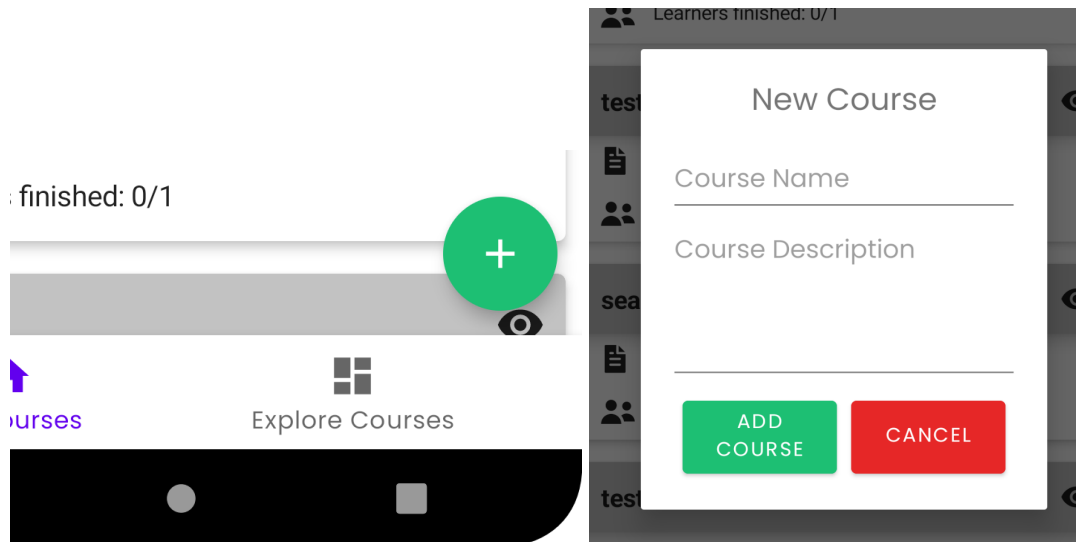 finished: 0/1
Explore Courses
Learners finished: 0/1
New Course
Course Name
Course Description
ADD
COURSE
CANCEL